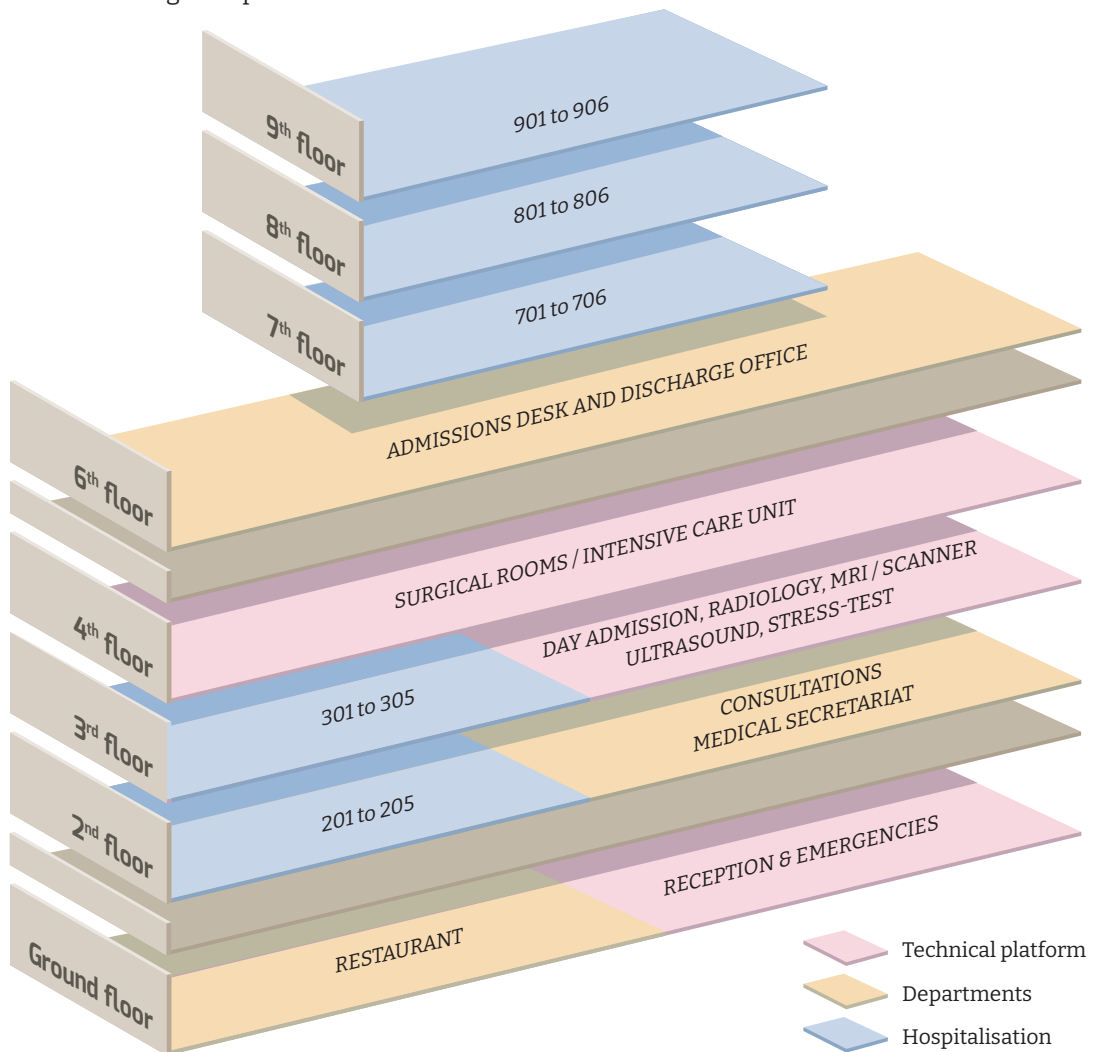 9th floor
901 to 906
8th floor
801 to 806
7th floor
701 to 706
6th floor
ADMISSIONS DESK AND DISCHARGE OFFICE
4th floor
SURGICAL ROOMS / INTENSIVE CARE UNIT
3rd floor
301 to 305
DAY ADMISSION, RADIOLOGY, MRI / SCANNER
ULTRASOUND, STRESS-TEST
2nd floor
201 to 205
CONSULTATIONS
MEDICAL SECRETARIAT
Ground floor
RESTAURANT
RECEPTION & EMERGENCIES
Technical platform
Departments
Hospitalisation